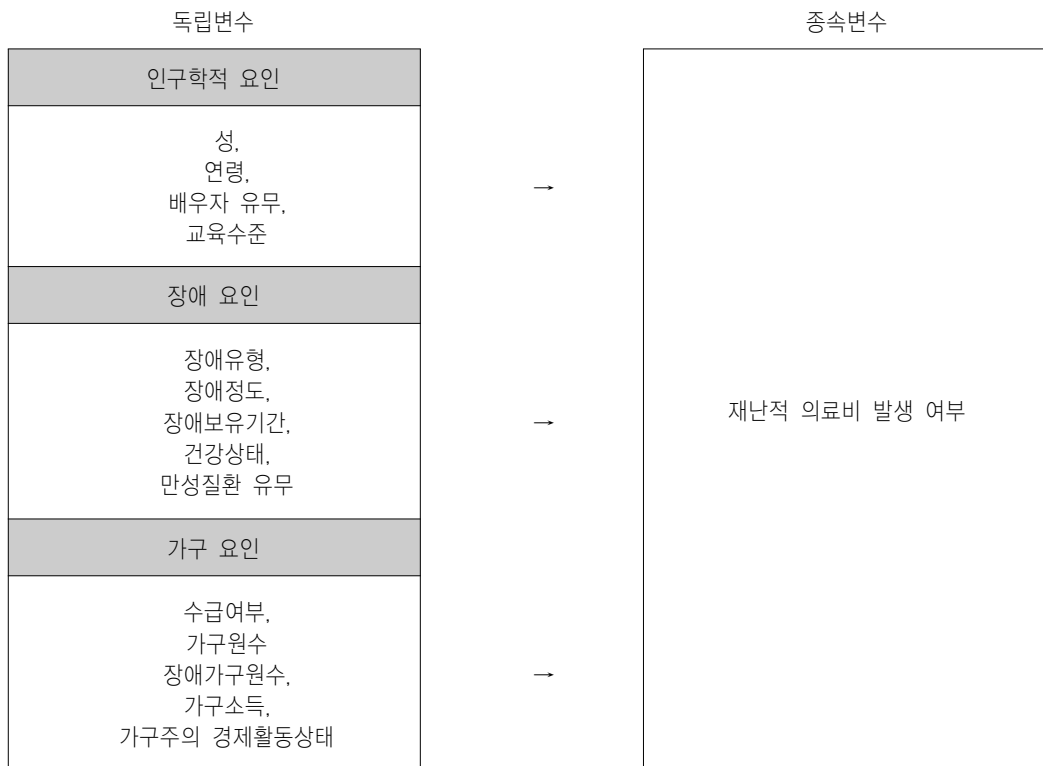 독립변수
종속변수
인구학적 요인
성,
연령,
배우자 유무,
교육수준
→
장애 요인
장애유형,
장애정도,
장애보유기간,
건강상태,
만성질환 유무
→
재난적 의료비 발생 여부
가구 요인
수급여부,
가구원수
장애가구원수,
가구소득,
가구주의 경제활동상태
→